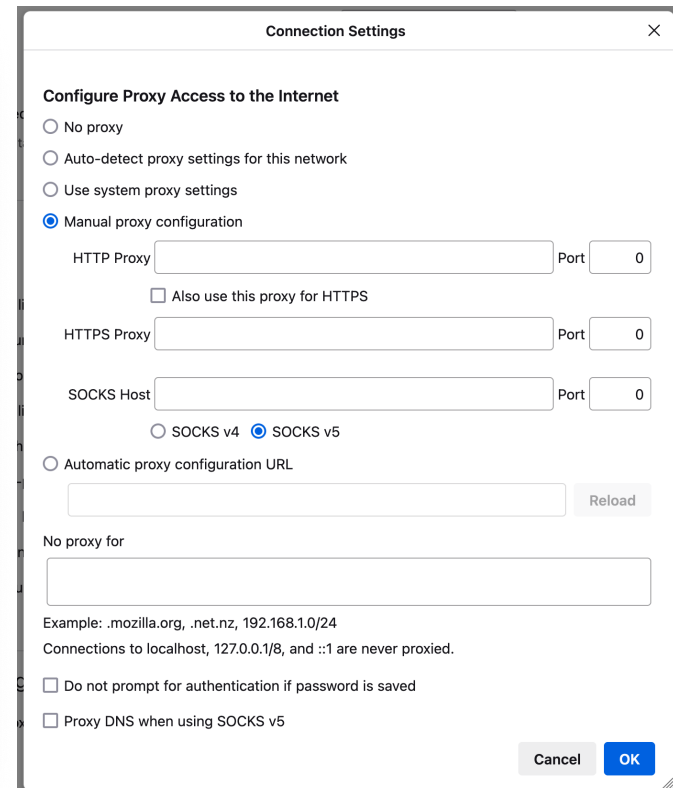 Connection Settings
Configure Proxy Access to the Internet
No proxy
Auto-detect proxy settings for this network
Use system proxy settings
Manual proxy configuration
HTTP Proxy Port 0
Also use this proxy for HTTPS
HTTPS Proxy Port 0
SOCKS Host Port 0
SOCKS v4 SOCKS v5
Automatic proxy configuration URL
Reload
No proxy for
Example: .mozilla.org, .net.nz, 192.168.1.0/24
Connections to localhost, 127.0.0.1/8, and ::1 are never proxied.
Do not prompt for authentication if password is saved
Proxy DNS when using SOCKS v5
Cancel OK